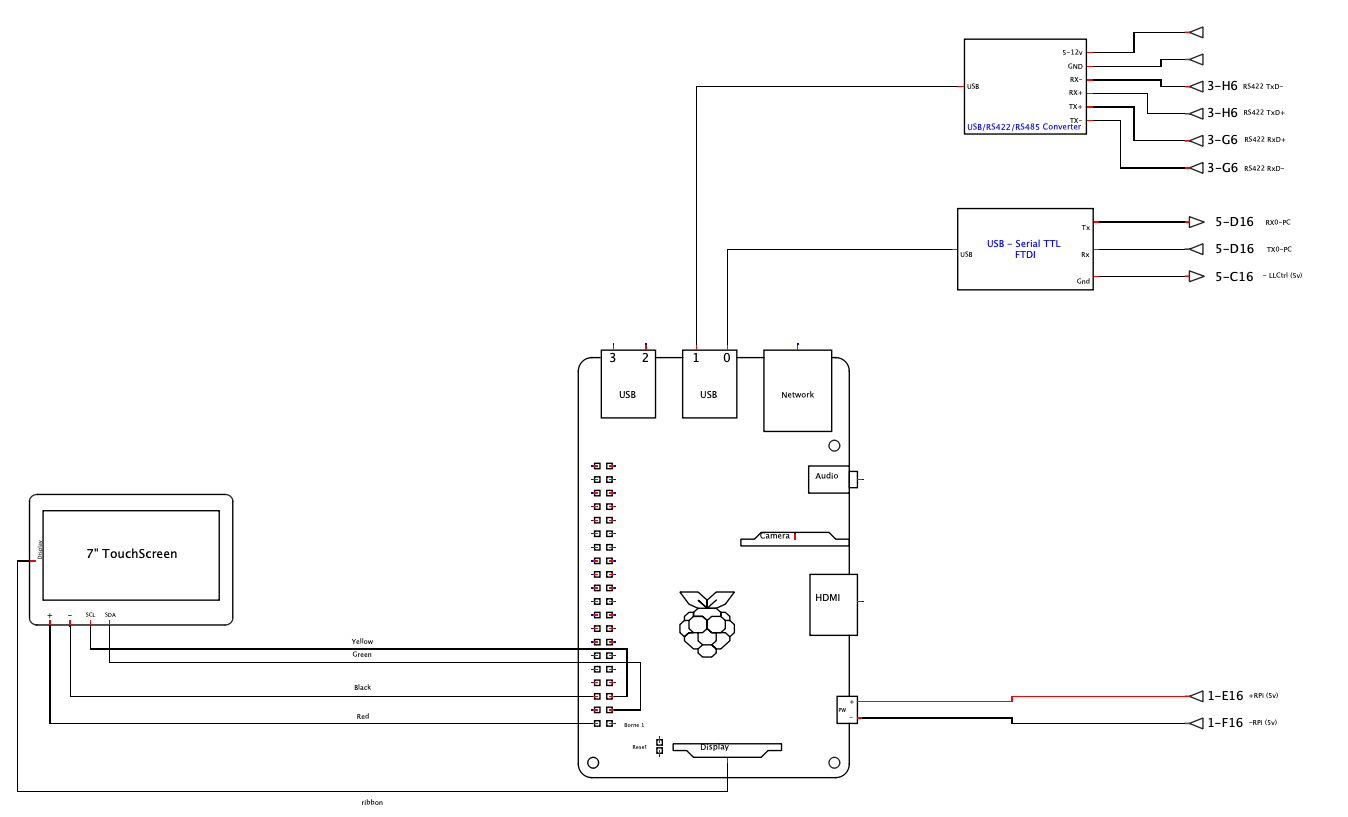 5-12v
GND
RX-
RX+
TX+
TX-
USB
USB/RS422/RS485 Converter
3-H6 RS422 TxD-
3-H6 RS422 TxD+
3-G6 RS422 RxD+
3-G6 RS422 RxD-
USB - Serial TTL
FTDI
USB
Tx
Rx
Gnd
5-D16 RX0-PC
5-D16 TX0-PC
5-C16 - LLCtrl (5v)
3 2
USB
1 0
USB
Network
Audio
Camera
HDMI
+
PW
-
1-E16 +RPi (5v)
1-F16 -RPi (5v)
Display
7" TouchScreen
+ - SCL SDA
Yellow
Green
Black
Red
Borne 1
Reset
Display
ribbon